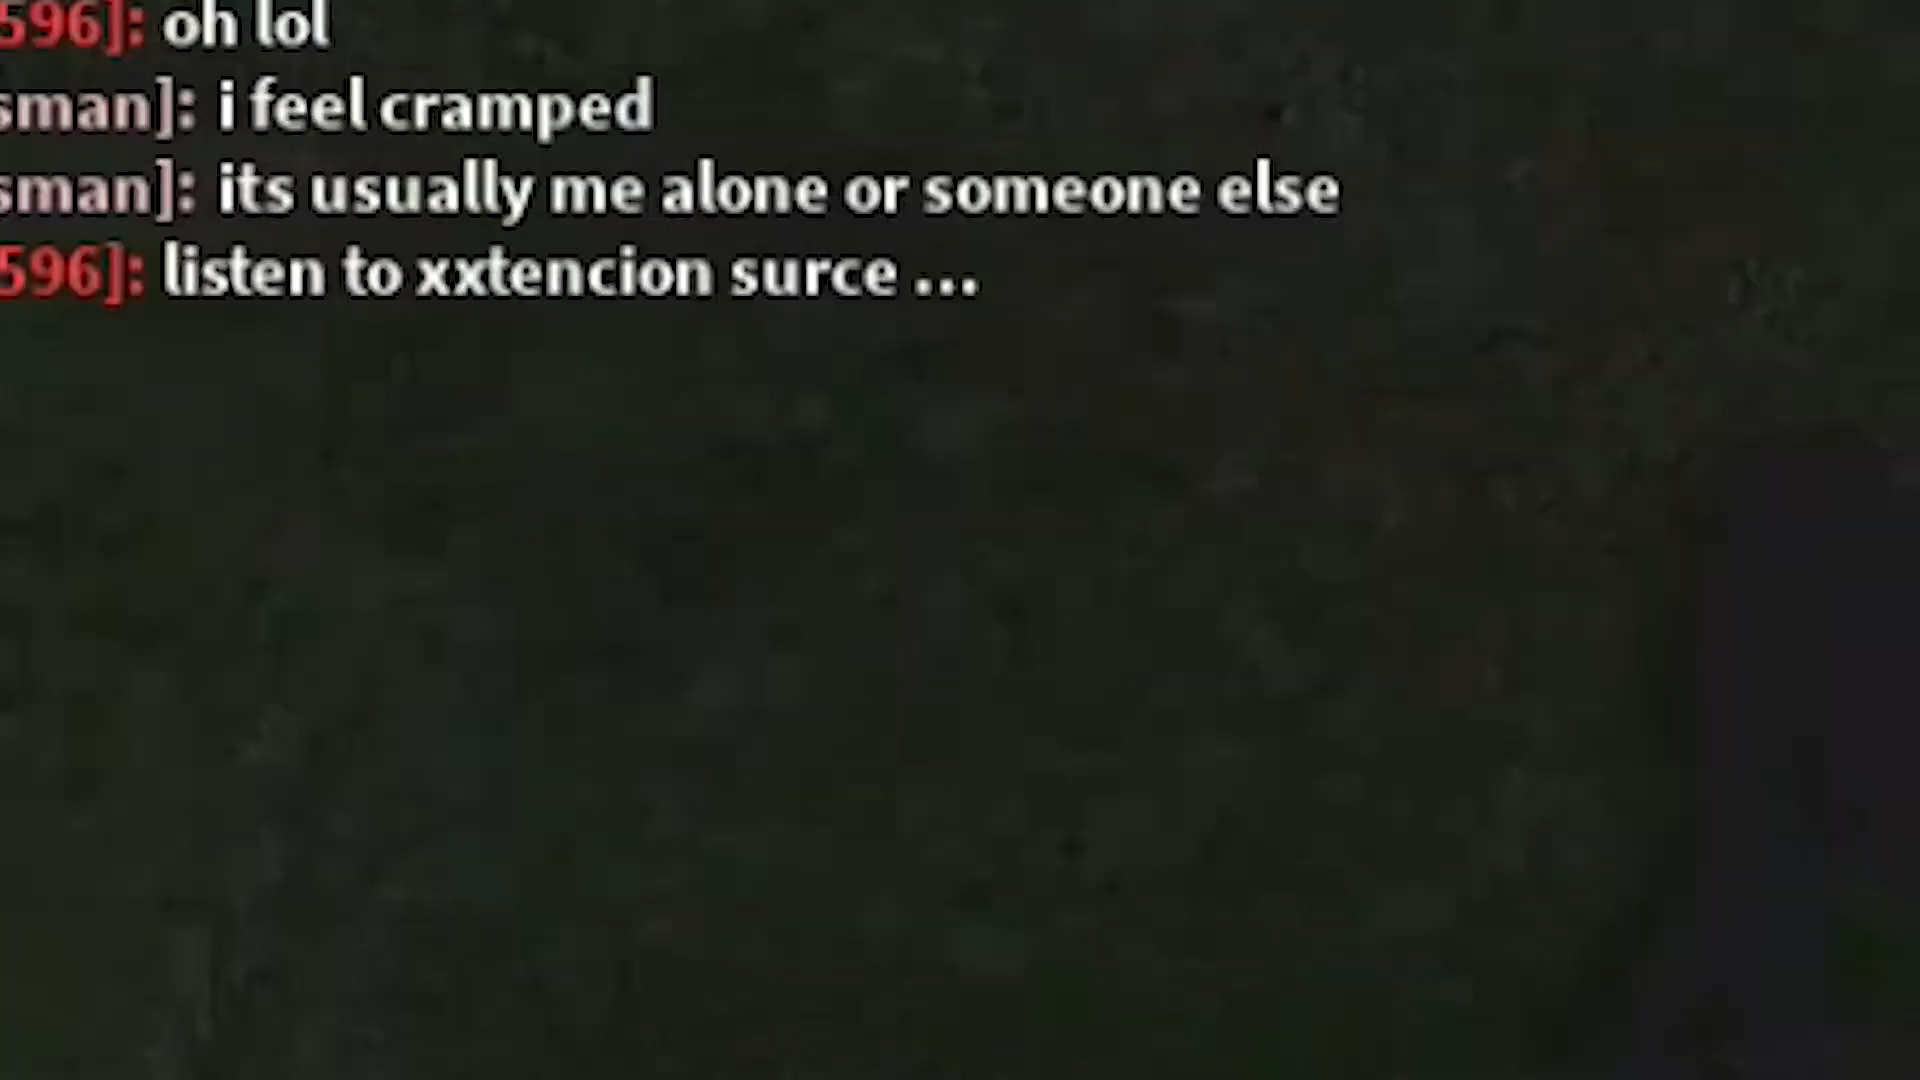 596]: oh lol
sman]: i feel cramped
sman]: its usually me alone or someone else
596]: listen to xxtencion surce ...